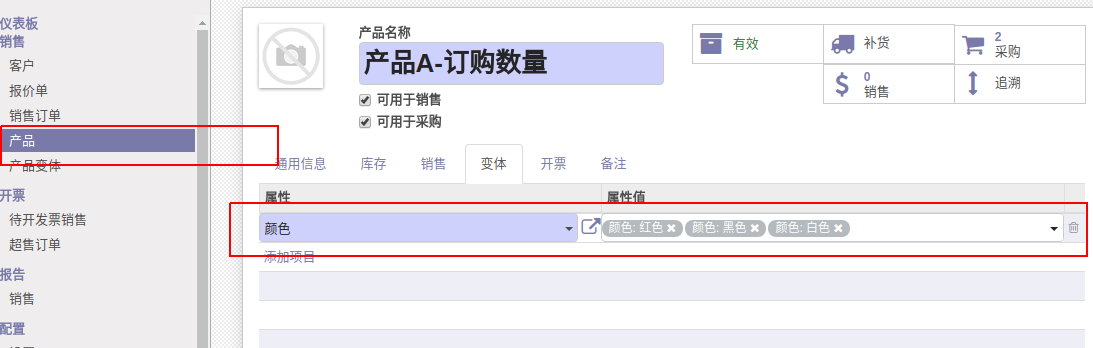 仪表板
销售
客户
报价单
销售订单
产品
产品变体
开票
待开发票销售
超售订单
报告
销售
配置
产品名称
产品A-订购数量
可用于销售
可用于采购
有效
补货
2
采购
0
销售
追溯
通用信息 库存 销售 变体 开票 备注
属性 属性值
颜色 颜色: 红色 颜色: 黑色 颜色: 白色
添加项目